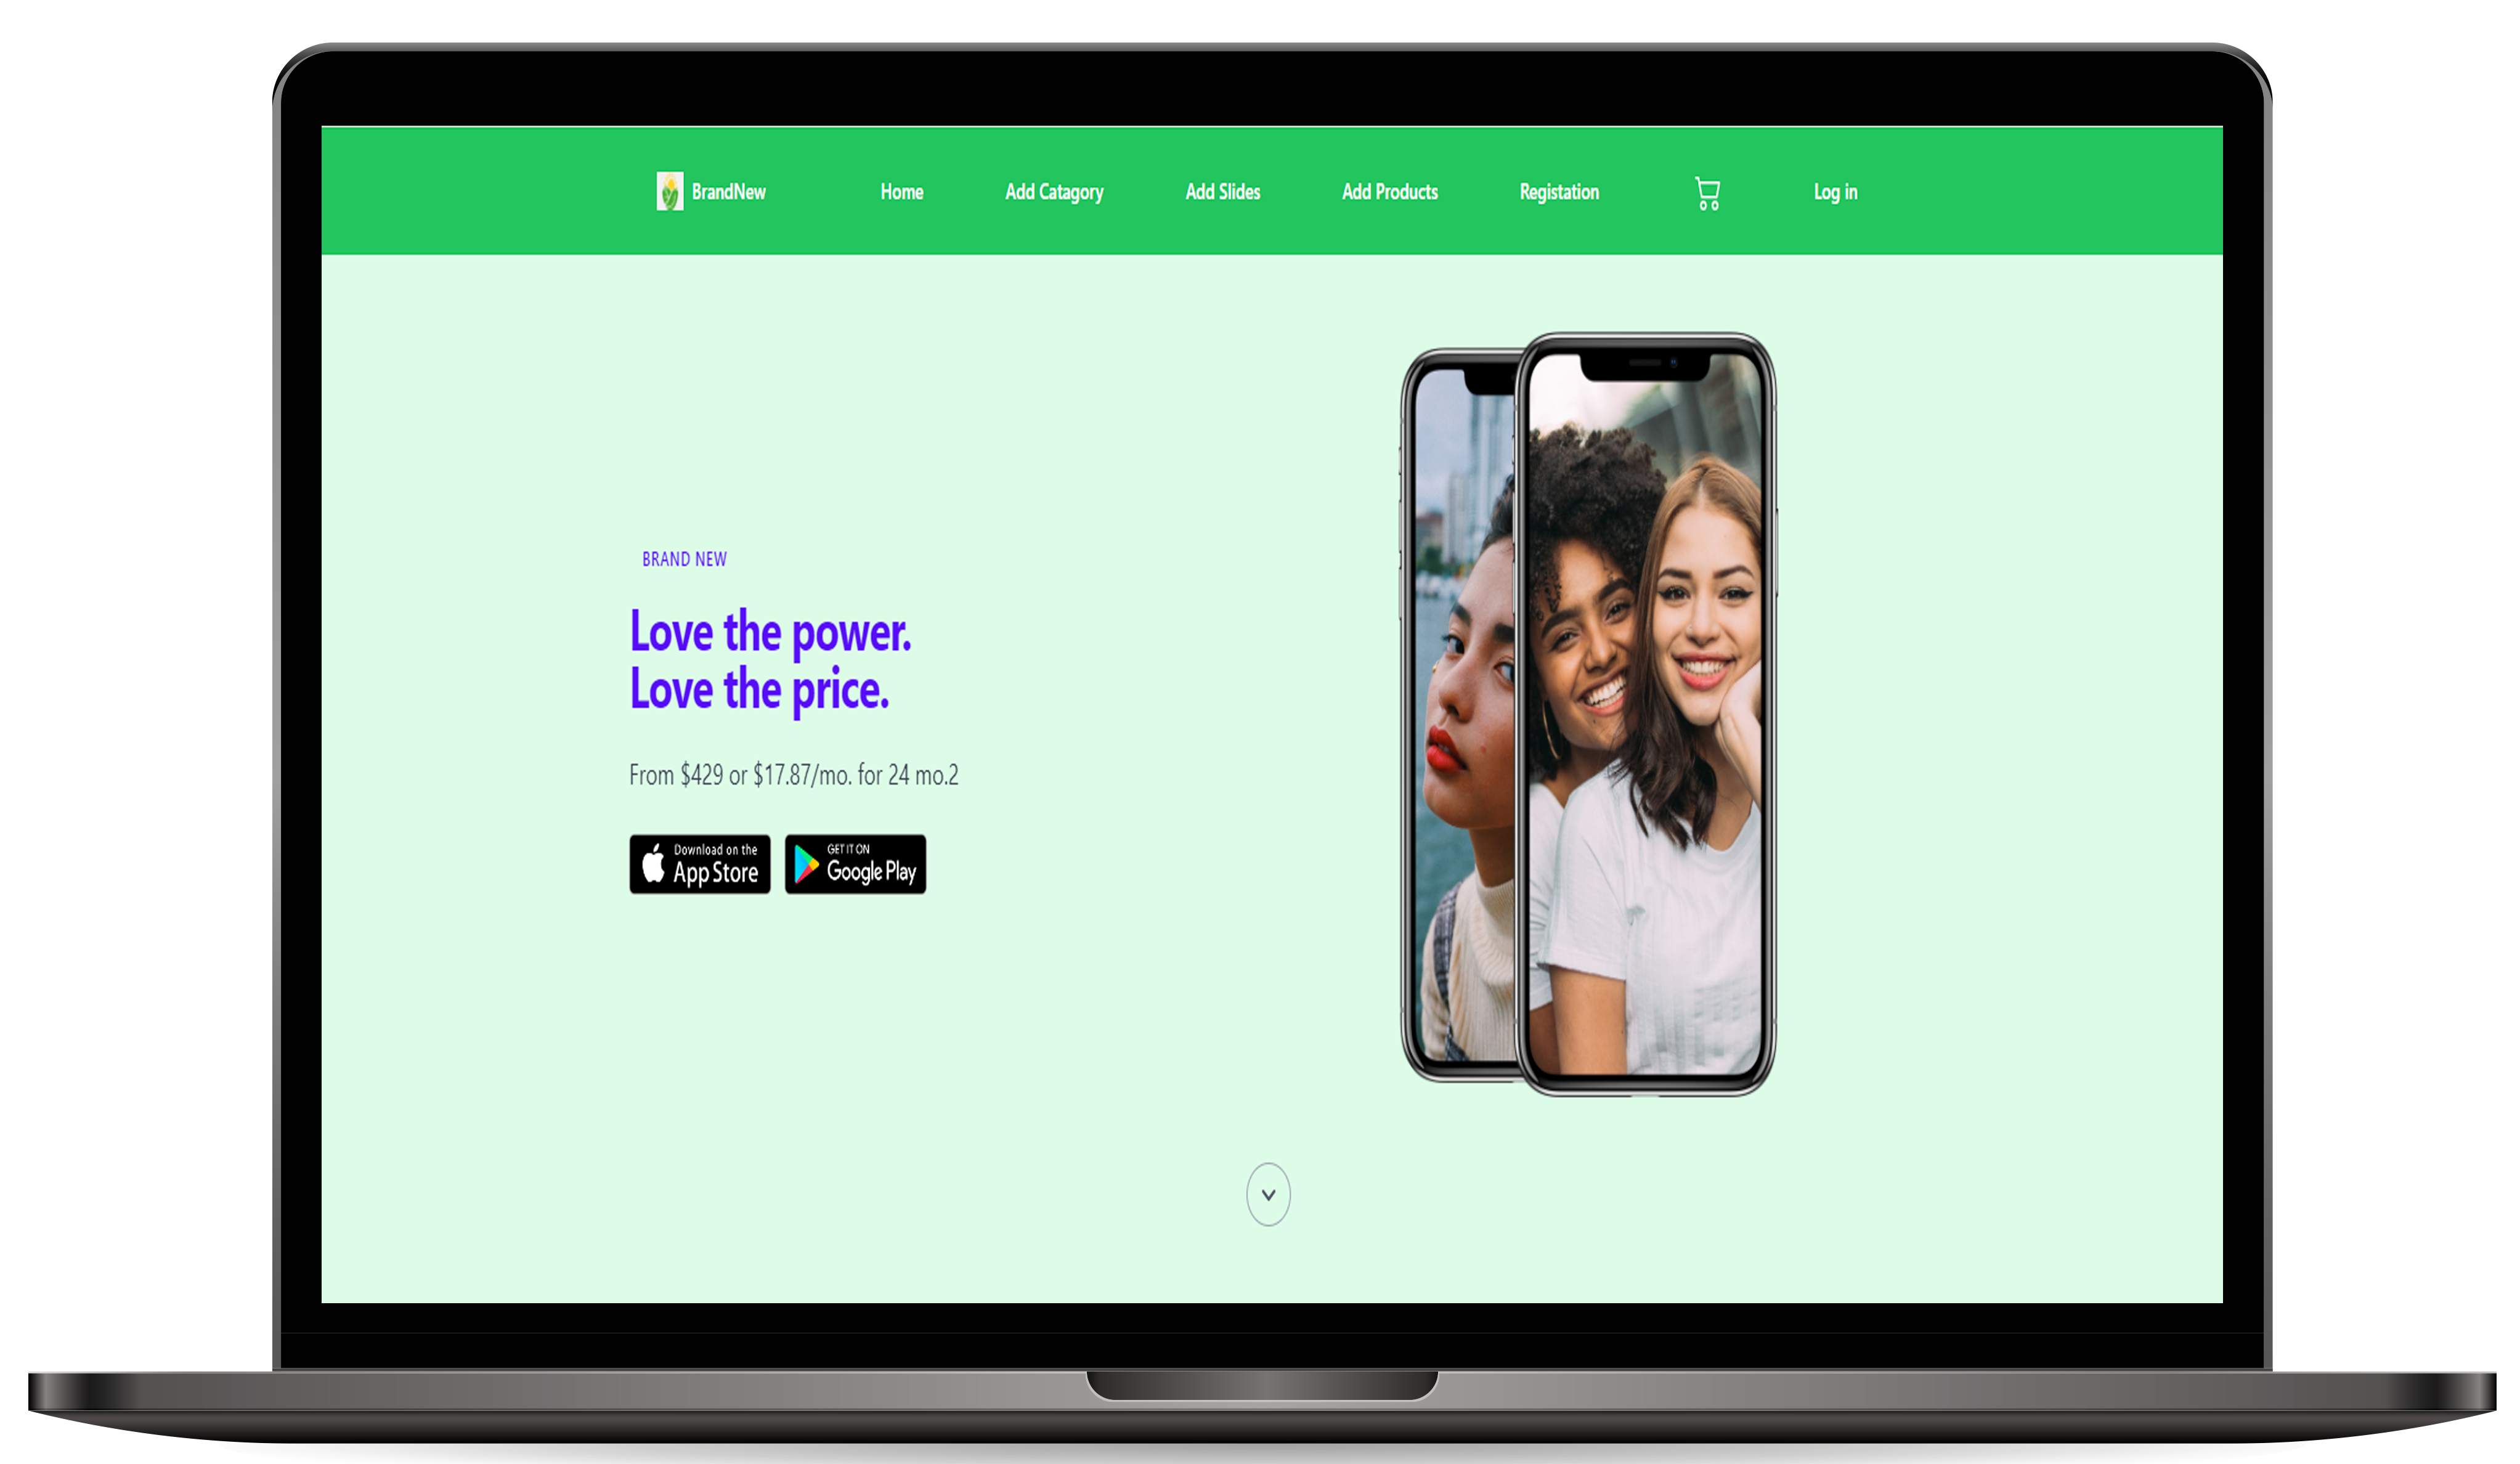 BrandNew
Home
Add Catagory
Add Slides
Add Products
Registation
Log in
BRAND NEW
Love the power.
Love the price.
From $429 or $17.87/mo. for 24 mo.2
Download on the
App Store
GET IT ON
Google Play